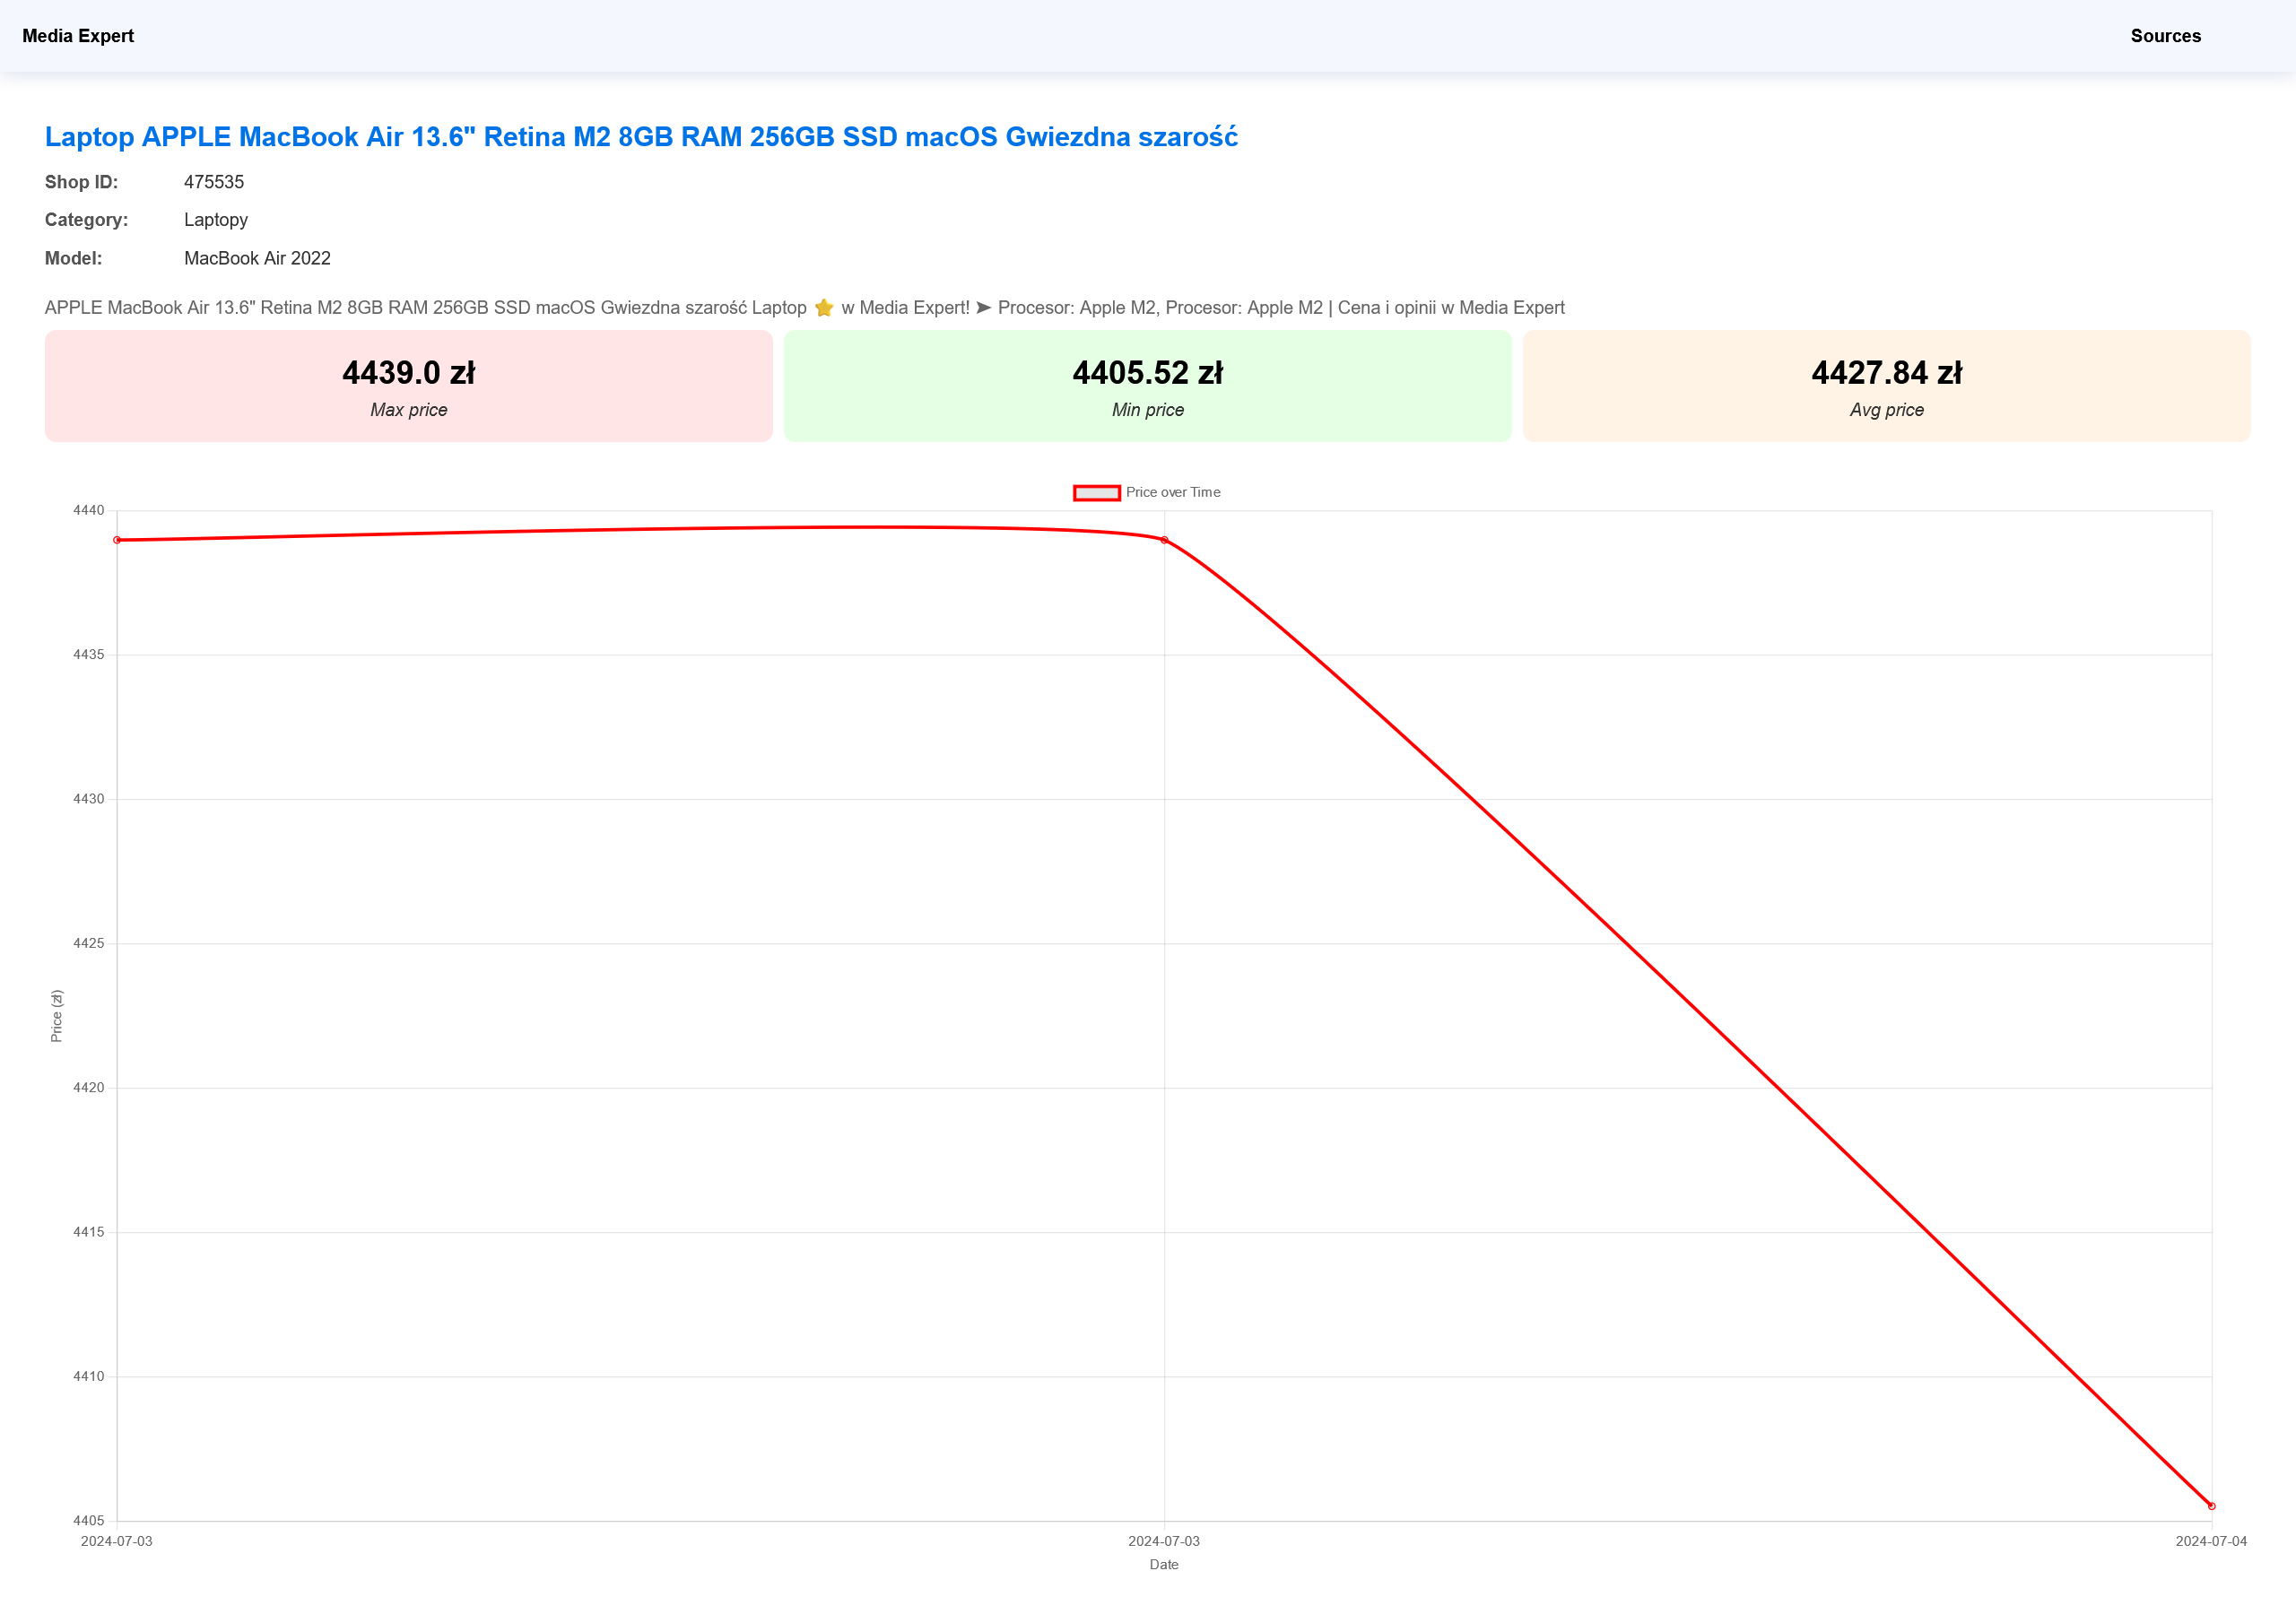 Media Expert
Sources
Laptop APPLE MacBook Air 13.6" Retina M2 8GB RAM 256GB SSD macOS Gwiezdna szarość
Shop ID: 475535
Category: Laptopy
Model: MacBook Air 2022
APPLE MacBook Air 13.6" Retina M2 8GB RAM 256GB SSD macOS Gwiezdna szarość Laptop ⭐ w Media Expert! ➤ Procesor: Apple M2, Procesor: Apple M2 | Cena i opinii w Media Expert
4439.0 zł
Max price
4405.52 zł
Min price
4427.84 zł
Avg price
Price over Time
4440
4435
4430
4425
4420
4415
4410
4405
Price (zł)
2024-07-03
2024-07-03
2024-07-04
Date